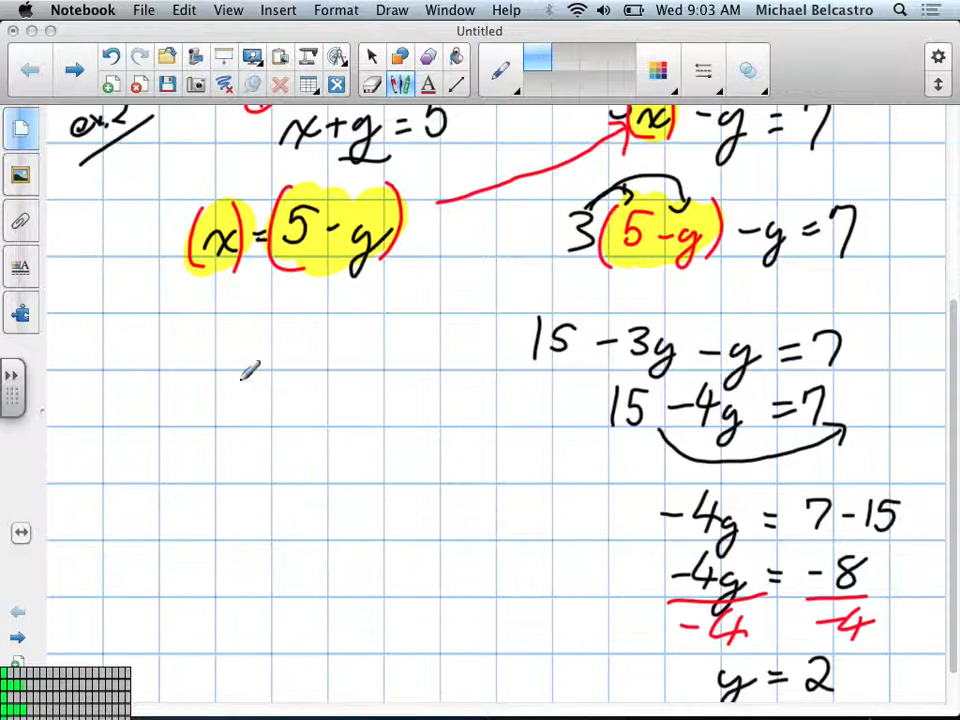 Notebook File Edit View Insert Format Draw Window Help Wed 9:03 AM Michael Belcastro
Untitled
ex.2
x+y=5
(x) -y=7
(x)=(5-y)
3(5-y)-y=7
15-3y-y=7
15-4y=7
-4y=7-15
-4y=-8
-4 -4
y=2